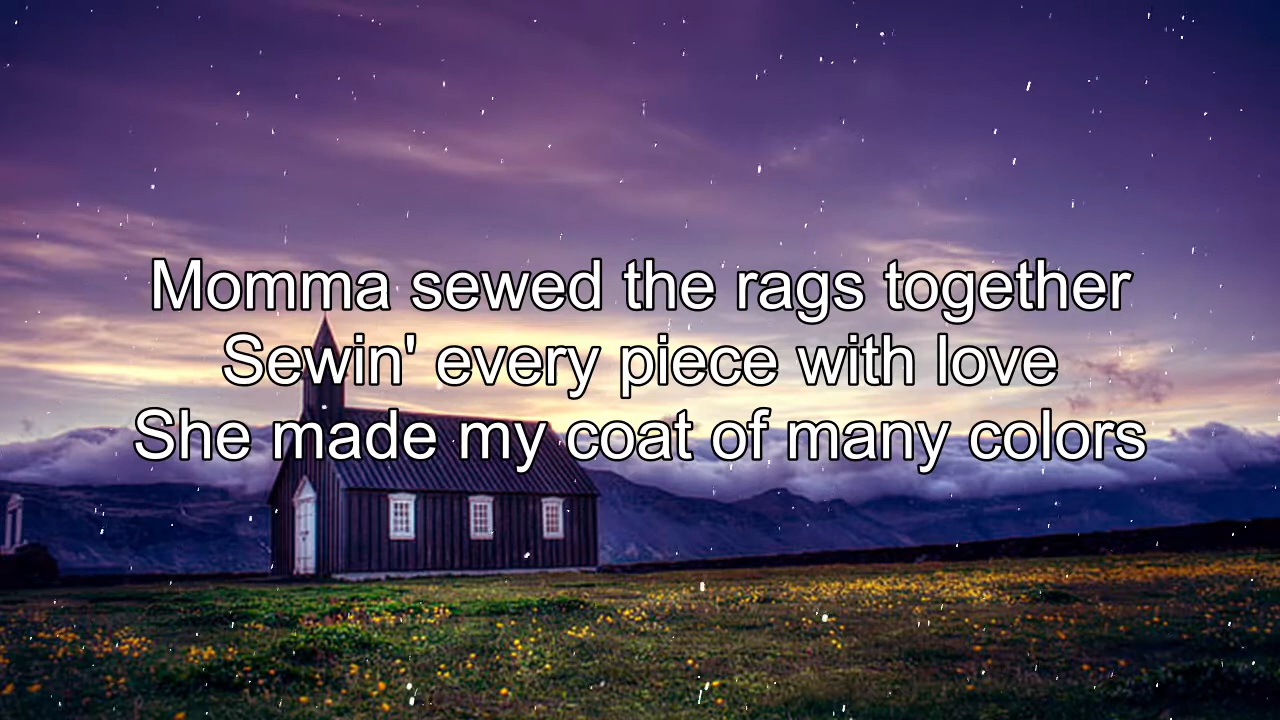 Momma sewed the rags together
Sewin' every piece with love
She made my coat of many colors